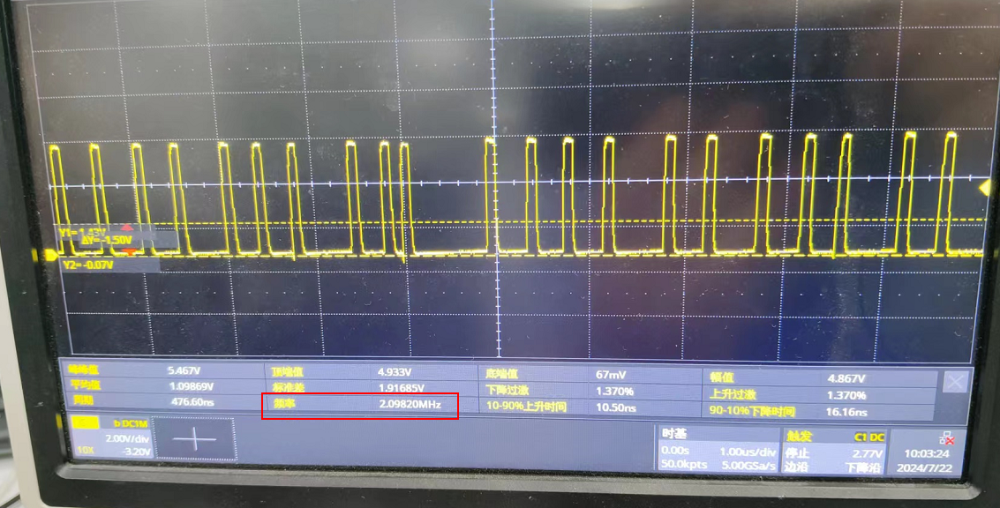 Y1= 1.43V
ΔY= -1.50V
Y2= -0.07V
峰峰值 5.467V 顶端值 4.933V 底端值 67mV 幅值 4.867V
平均值 1.09869V 标准差 1.91685V 下降过激 1.370% 上升过激 1.370%
周期 476.60ns 频率 2.09820MHz 10-90%上升时间 10.50ns 90-10%下降时间 16.16ns
DC1M
2.00V/div
10X -3.20V
时基
0.00s 1.00us/div
50.0kpts 5.00GSa/s
触发 C1 DC
停止 2.77V
边沿 下降沿
10:03:24
2024/7/22